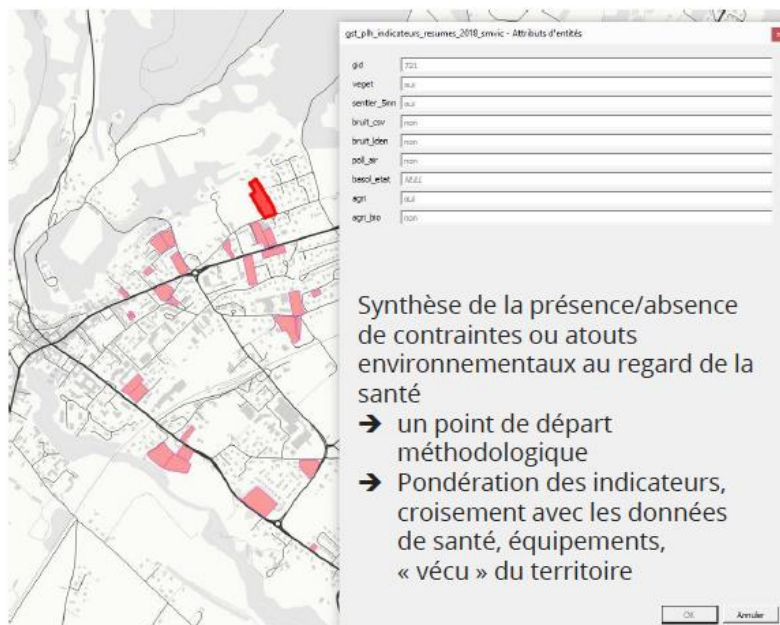 gst_plh_indicateurs_resumes_2018_smvic - Attributs d'entités
gid 721
veget oui
sentier_5mn oui
bruit_csv non
bruit_lden non
poll_air non
basol_etat NULL
agri oui
agri_bio non
Synthèse de la présence/absence
de contraintes ou atouts
environnementaux au regard de la
santé
➔ un point de départ
méthodologique
➔ Pondération des indicateurs,
croisement avec les données
de santé, équipements,
« vécu » du territoire
OK Annuler